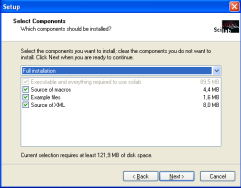 Setup
Select Components
Which components should be installed?
Scilab
Select the components you want to install; clear the components you do not want to
install. Click Next when you are ready to continue.
Full installation
Executable and everything required to use scilab 89,5 MB
Source of macros 4,4 MB
Example files 1,6 MB
Source of XML 8,0 MB
Current selection requires at least 121,9 MB of disk space.
< Back Next > Cancel